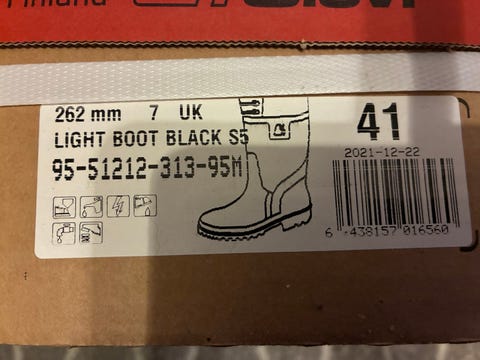 Finland
262 mm 7 UK
LIGHT BOOT BLACK S5
95-51212-313-95M
41
2021-12-22
6 438157 016560